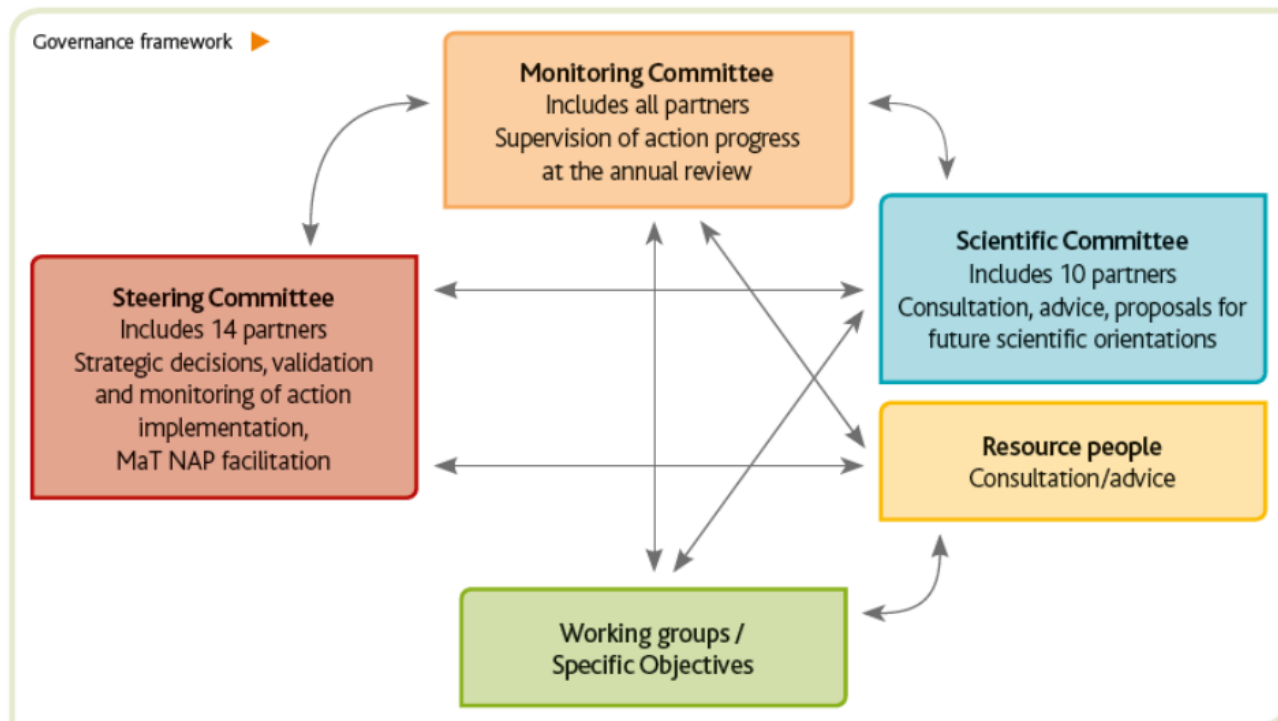 Governance framework
Monitoring Committee
Includes all partners
Supervision of action progress
at the annual review
Scientific Committee
Includes 10 partners
Consultation, advice, proposals for
future scientific orientations
Steering Committee
Includes 14 partners
Strategic decisions, validation
and monitoring of action
implementation,
MaT NAP facilitation
Resource people
Consultation/advice
Working groups /
Specific Objectives